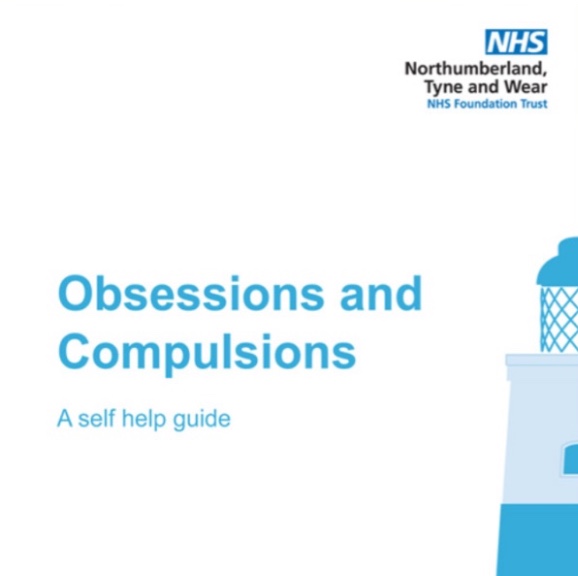 NHS
Northumberland,
Tyne and Wear
NHS Foundation Trust
Obsessions and
Compulsions
A self help guide